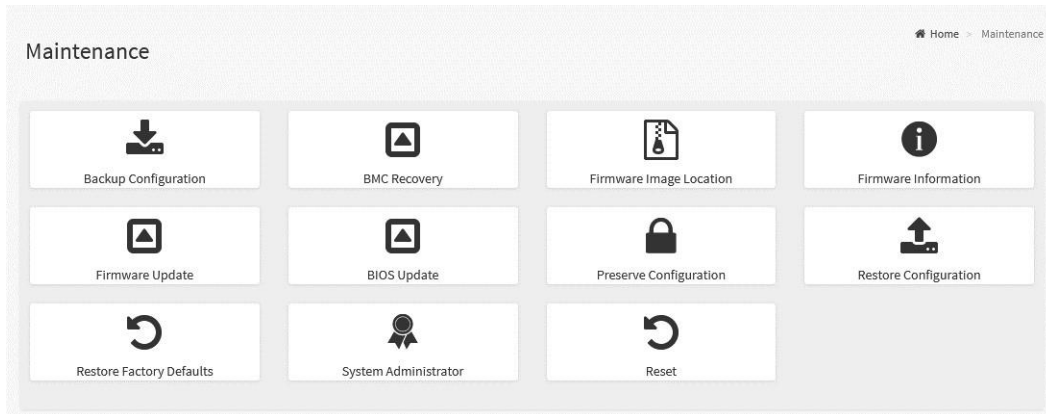 Home > Maintenance
Maintenance
Backup Configuration
BMC Recovery
Firmware Image Location
Firmware Information
Firmware Update
BIOS Update
Preserve Configuration
Restore Configuration
Restore Factory Defaults
System Administrator
Reset